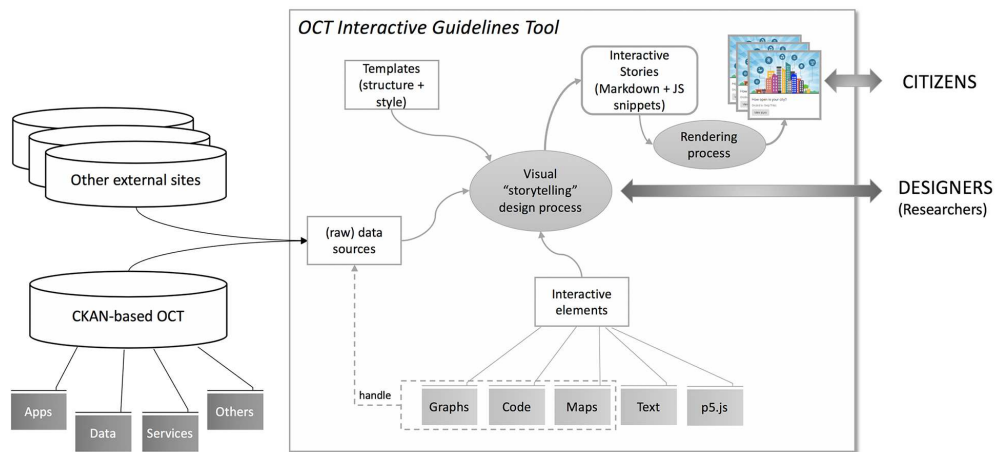 OCT Interactive Guidelines Tool
Templates
(structure +
style)
Interactive
Stories
(Markdown + JS
snippets)
CITIZENS
Rendering
process
Other external sites
Visual
“storytelling”
design process
DESIGNERS
(Researchers)
(raw) data
sources
CKAN-based OCT
Interactive
elements
handle
Apps
Data
Services
Others
Graphs
Code
Maps
Text
p5.js